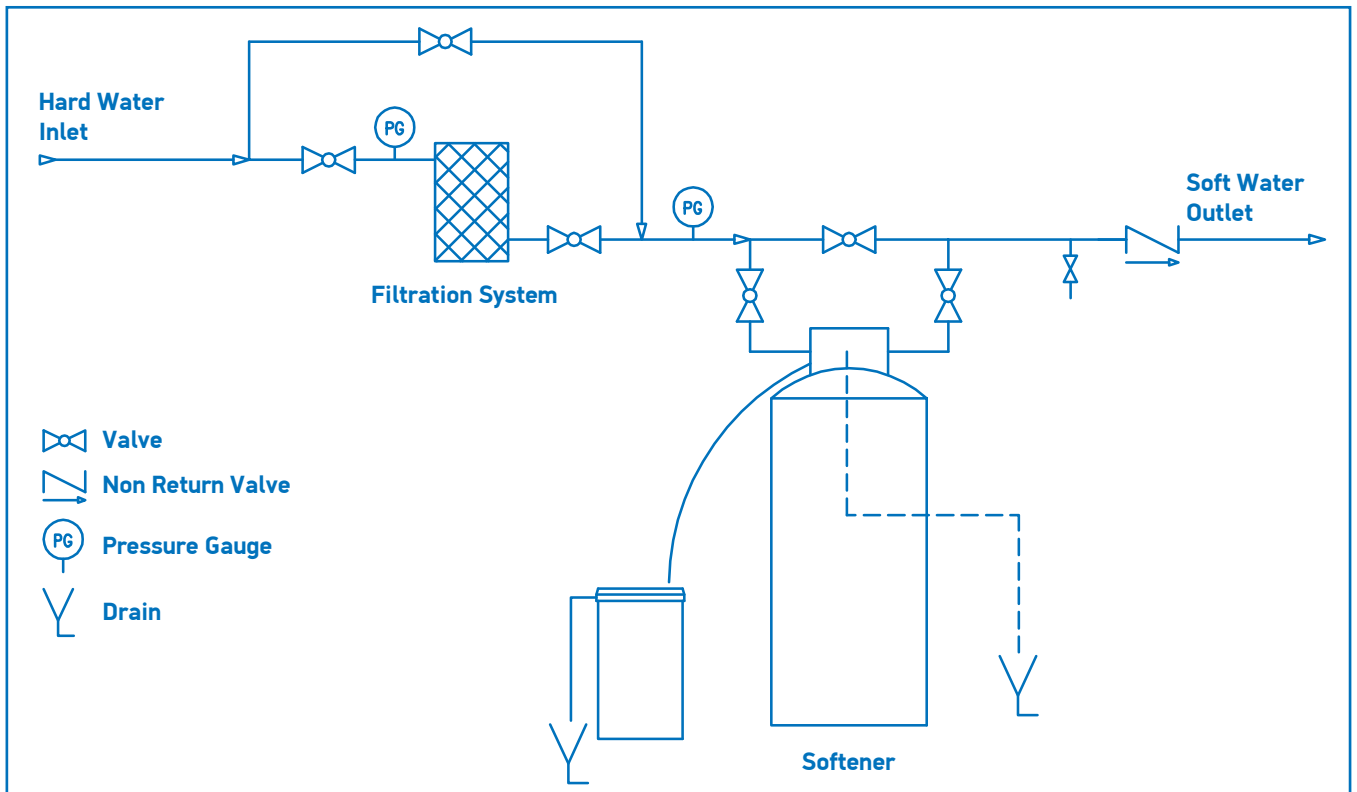 Hard Water
Inlet
PG
PG
Soft Water
Outlet
Filtration System
Valve
Non Return Valve
PG
Pressure Gauge
Drain
Softener